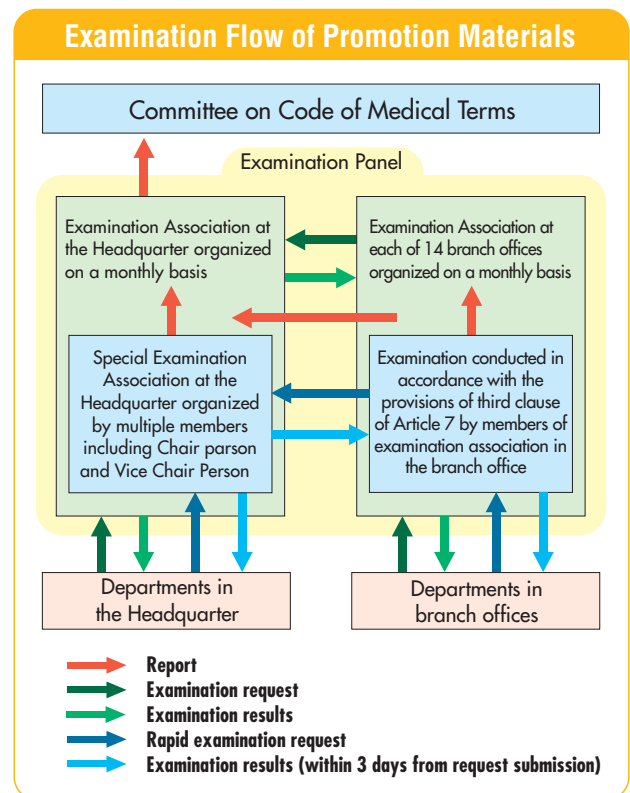 Examination Flow of Promotion Materials
Committee on Code of Medical Terms
Examination Panel
Examination Association at
the Headquarter organized
on a monthly basis
Examination Association at
each of 14 branch offices
organized on a monthly basis
Special Examination
Association at the
Headquarter organized
by multiple members
including Chair parson
and Vice Chair Person
Examination conducted in
accordance with the
provisions of third clause
of Article 7 by members of
examination association in
the branch office
Departments in
the Headquarter
Departments in
branch offices
Report
Examination request
Examination results
Rapid examination request
Examination results (within 3 days from request submission)